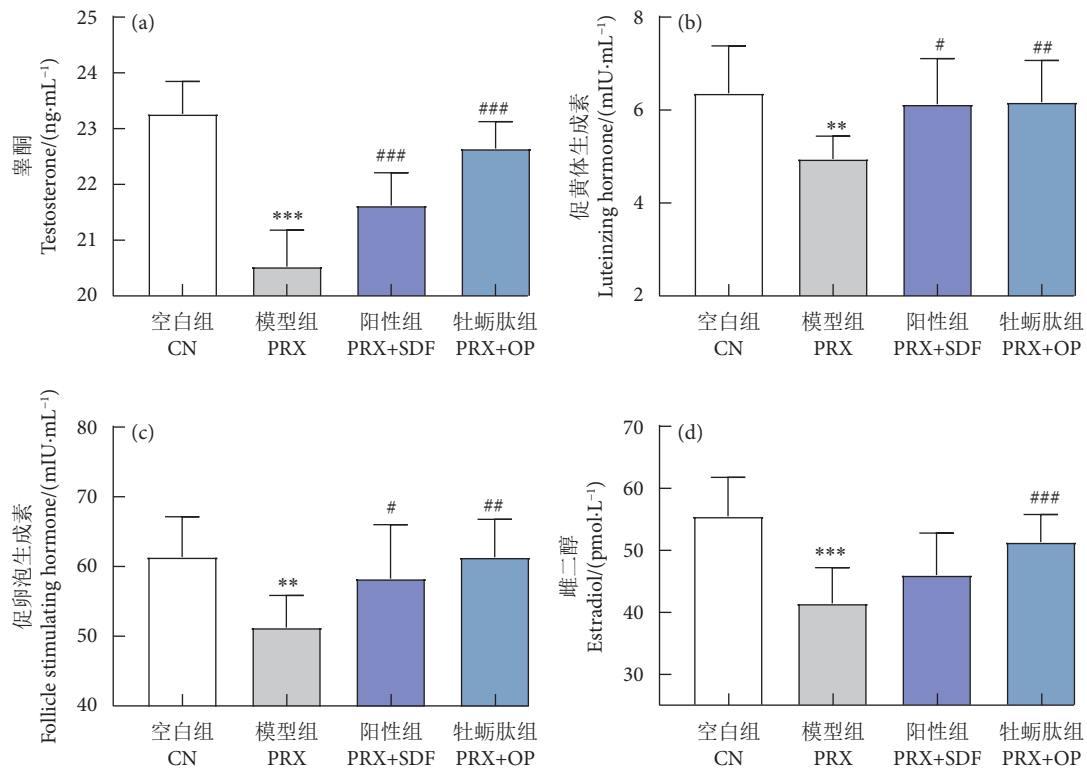 (a)
睾酮
Testosterone/(ng·mL⁻¹)
25
24
23
22
21
20
***
###
###
空白组
CN
模型组
PRX
阳性组
PRX+SDF
牡蛎肽组
PRX+OP
(b)
促黄体生成素
Luteinzing hormone/(mIU·mL⁻¹)
8
6
4
2
**
#
##
空白组
CN
模型组
PRX
阳性组
PRX+SDF
牡蛎肽组
PRX+OP
(c)
促卵泡生成素
Follicle stimulating hormone/(mIU·mL⁻¹)
80
70
60
50
40
**
#
##
空白组
CN
模型组
PRX
阳性组
PRX+SDF
牡蛎肽组
PRX+OP
(d)
雌二醇
Estradiol/(pmol·L⁻¹)
70
60
50
40
30
***
###
空白组
CN
模型组
PRX
阳性组
PRX+SDF
牡蛎肽组
PRX+OP